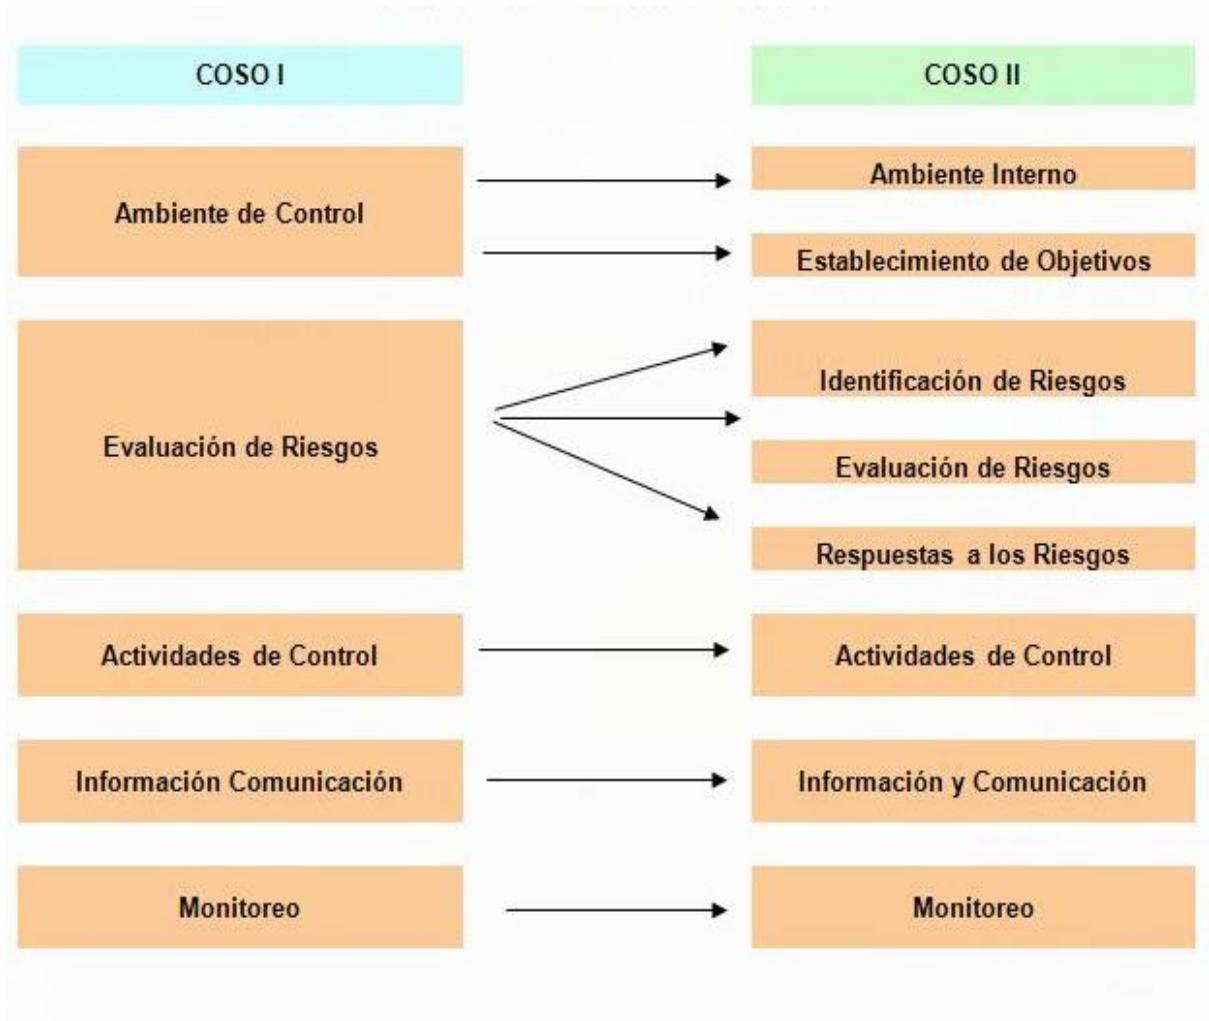 COSO I
COSO II
Ambiente de Control
Ambiente Interno
Establecimiento de Objetivos
Evaluación de Riesgos
Identificación de Riesgos
Evaluación de Riesgos
Respuestas a los Riesgos
Actividades de Control
Actividades de Control
Información Comunicación
Información y Comunicación
Monitoreo
Monitoreo